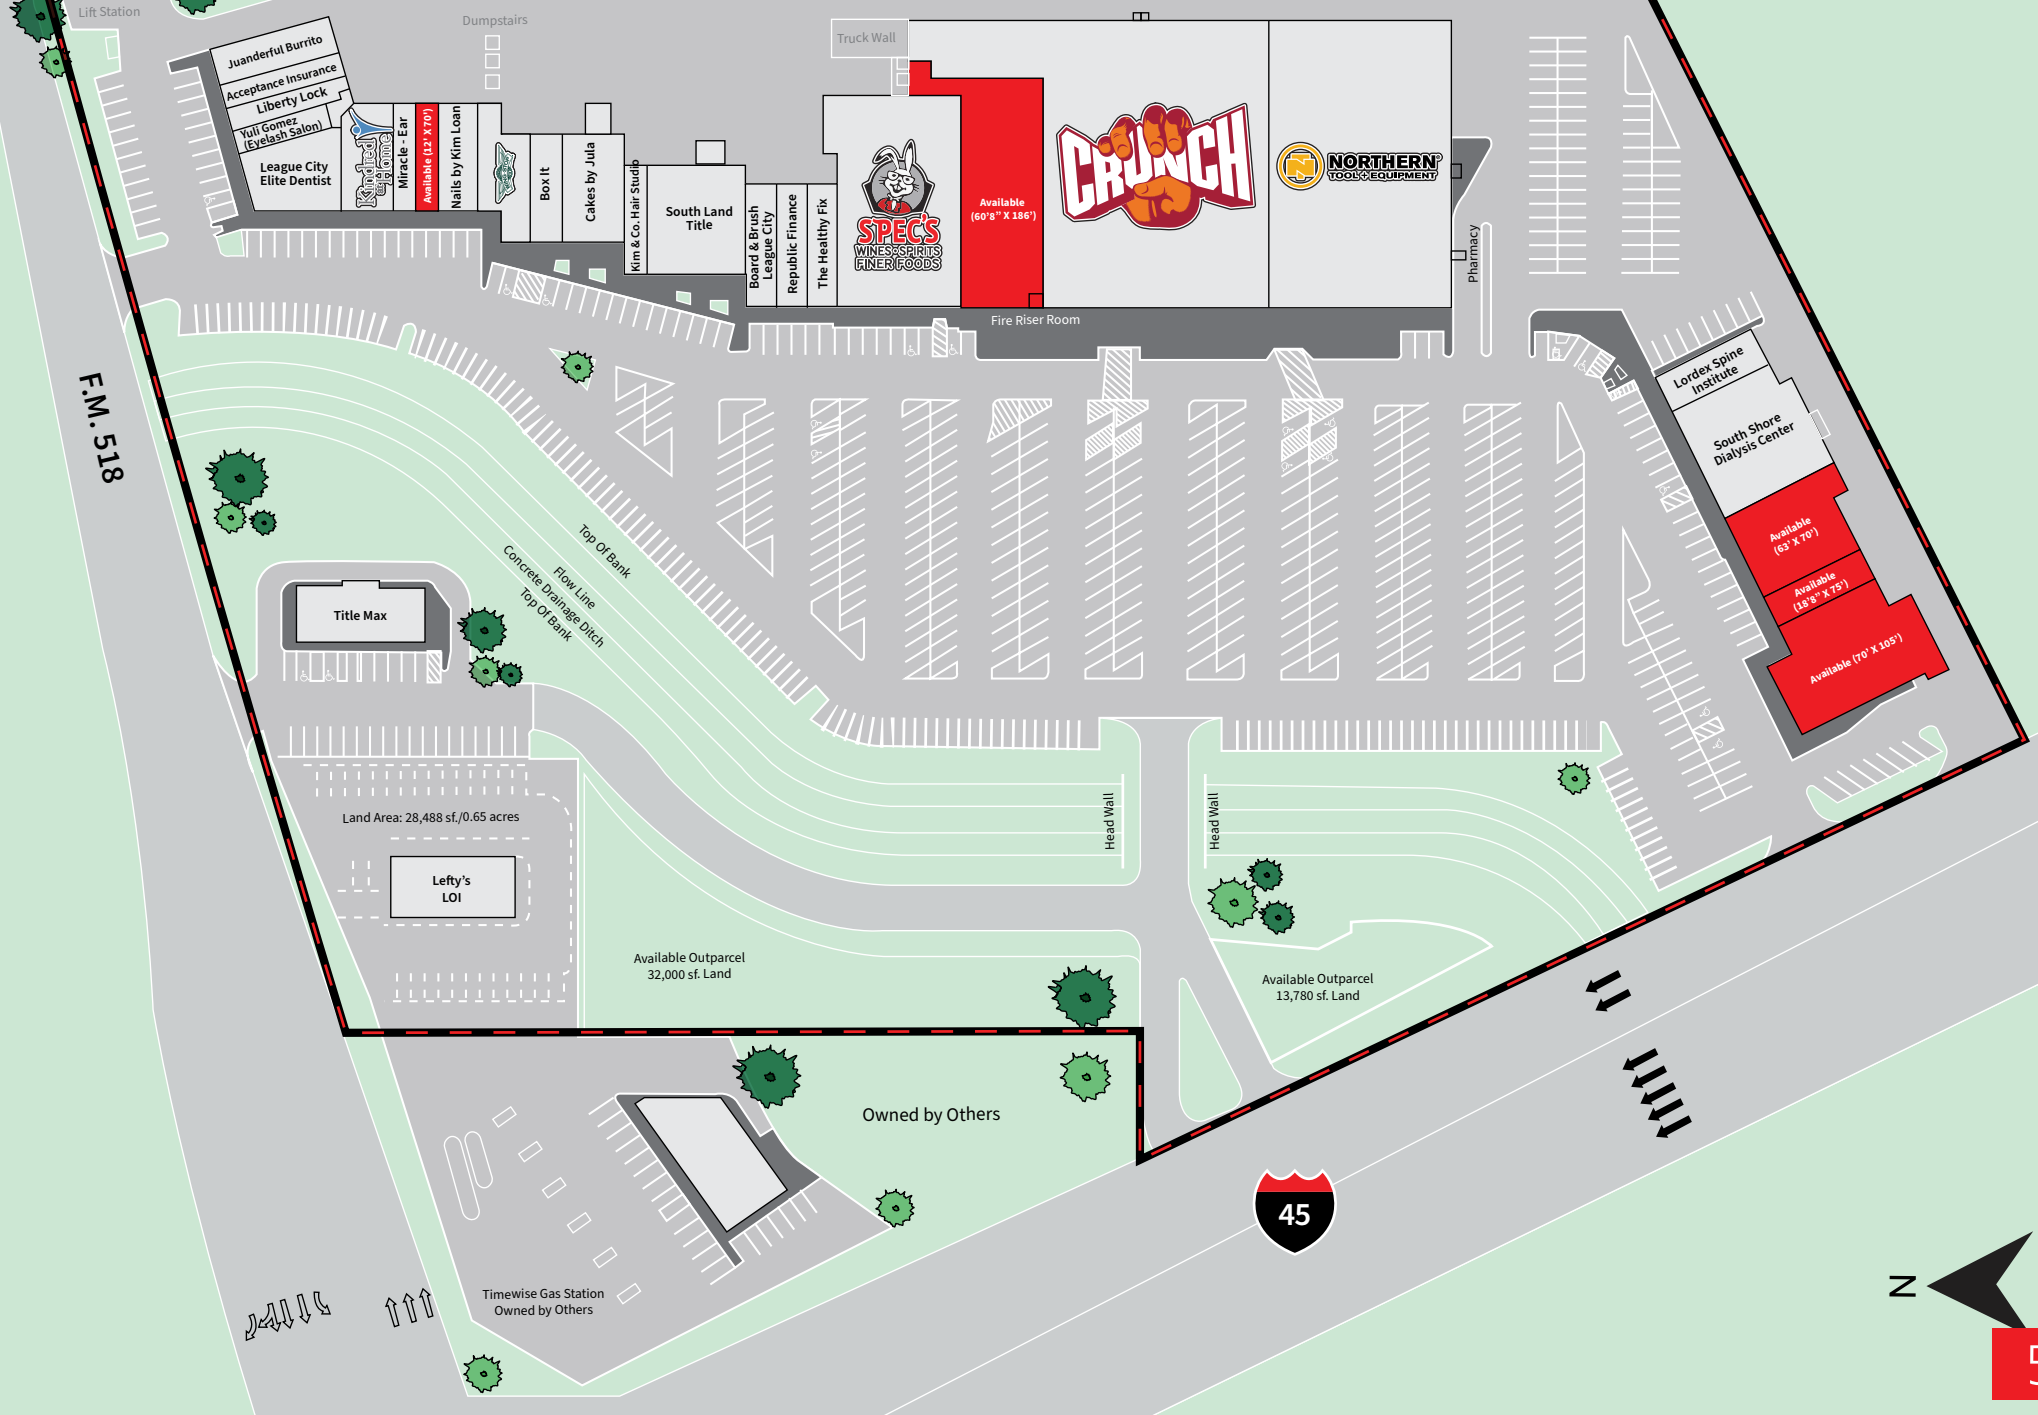 Lift Station
Dumpstairs
Truck Wall
Juanderful Burrito
Acceptance Insurance
Liberty Lock
Yuli Gomez
(Eyelash Salon)
League City
Elite Dentist
Kindred
at Home
Miracle - Ear
Available (12' X 70')
Nails by Kim Loan
Box It
Cakes by Jula
Kim & Co. Hair Studio
South Land
Title
Board & Brush
League City
Republic Finance
The Healthy Fix
SPEC'S
WINES • SPIRITS
FINER FOODS
Available
(60'8" X 186')
CRUNCH
N
NORTHERN
TOOL + EQUIPMENT
Pharmacy
Fire Riser Room
Lordex Spine
Institute
South Shore
Dialysis Center
Available
(63' X 70')
Available
(18'8" X 75')
Available (70' X 105')
F.M. 518
Top Of Bank
Flow Line
Concrete Drainage Ditch
Top Of Bank
Title Max
Land Area: 28,488 sf./0.65 acres
Lefty's
LOI
Head Wall
Head Wall
Available Outparcel
32,000 sf. Land
Available Outparcel
13,780 sf. Land
Owned by Others
45
Timewise Gas Station
Owned by Others
N